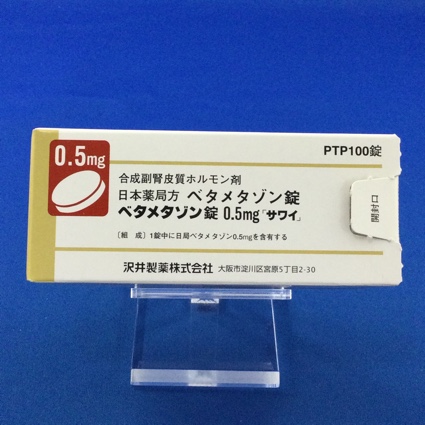 PTP100錠
0.5mg
合成副腎皮質ホルモン剤
日本薬局方 ベタメタゾン錠
ベタメタゾン錠 0.5mg「サワイ」
〔組 成〕1錠中に日局ベタメタゾン0.5mgを含有する
沢井製薬株式会社 大阪市淀川区宮原5丁目2-30
開封口